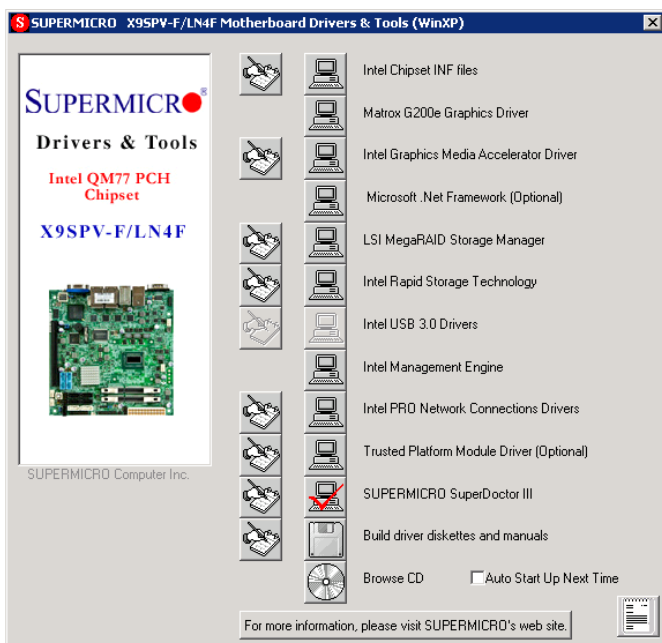 SUPERMICRO X9SPV-F/LN4F Motherboard Drivers & Tools (WinXP)
SUPERMICRO®
Drivers & Tools
Intel QM77 PCH
Chipset
X9SPV-F/LN4F
SUPERMICRO Computer Inc.
Intel Chipset INF files
Matrox G200e Graphics Driver
Intel Graphics Media Accelerator Driver
Microsoft .Net Framework (Optional)
LSI MegaRAID Storage Manager
Intel Rapid Storage Technology
Intel USB 3.0 Drivers
Intel Management Engine
Intel PRO Network Connections Drivers
Trusted Platform Module Driver (Optional)
SUPERMICRO SuperDoctor III
Build driver diskettes and manuals
Browse CD Auto Start Up Next Time
For more information, please visit SUPERMICRO's web site.